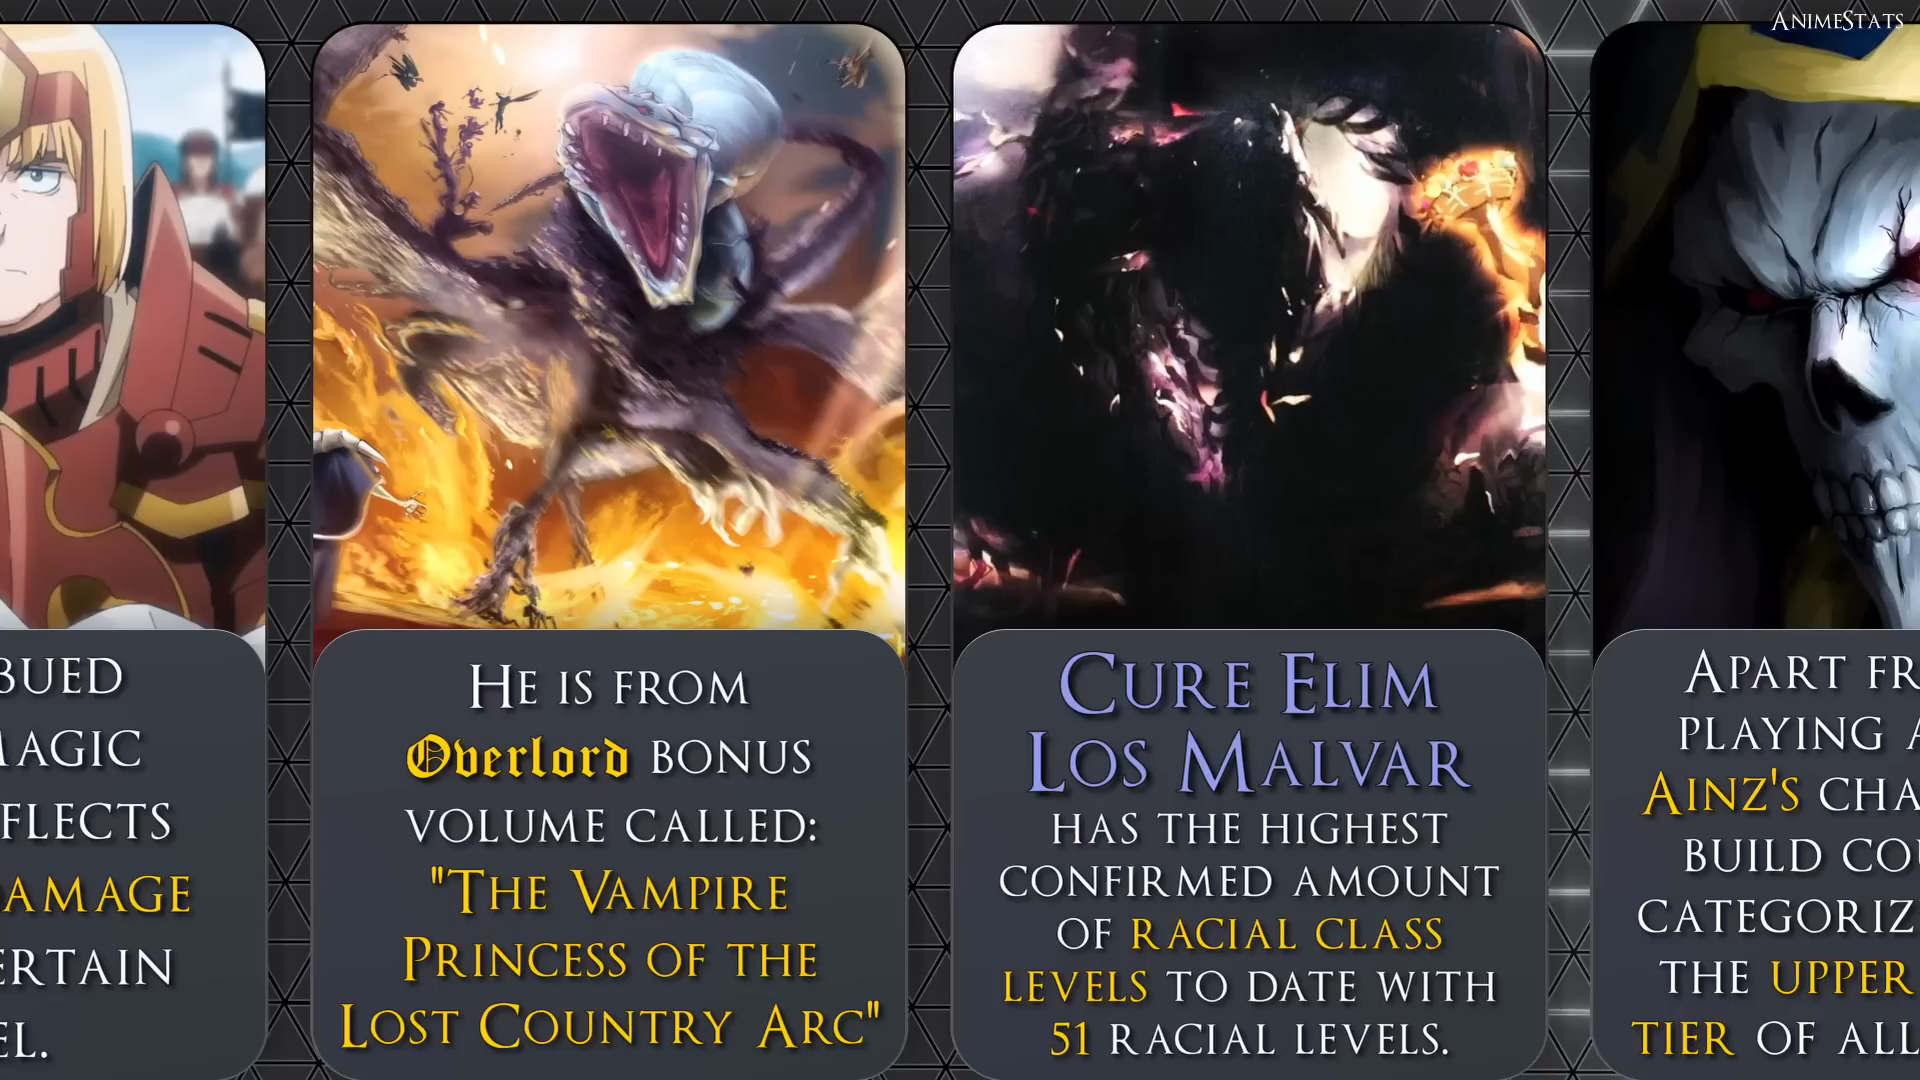 AnimeStats
BUED
MAGIC
FLECTS
AMAGE
ERTAIN
EL.
He is from
Overlord bonus
volume called:
"The Vampire
Princess of the
Lost Country Arc"
Cure Elim
Los Malvar
has the highest
confirmed amount
of racial class
levels to date with
51 racial levels.
Apart fr
playing a
Ainz's cha
build co
categoriz
the upper
tier of all